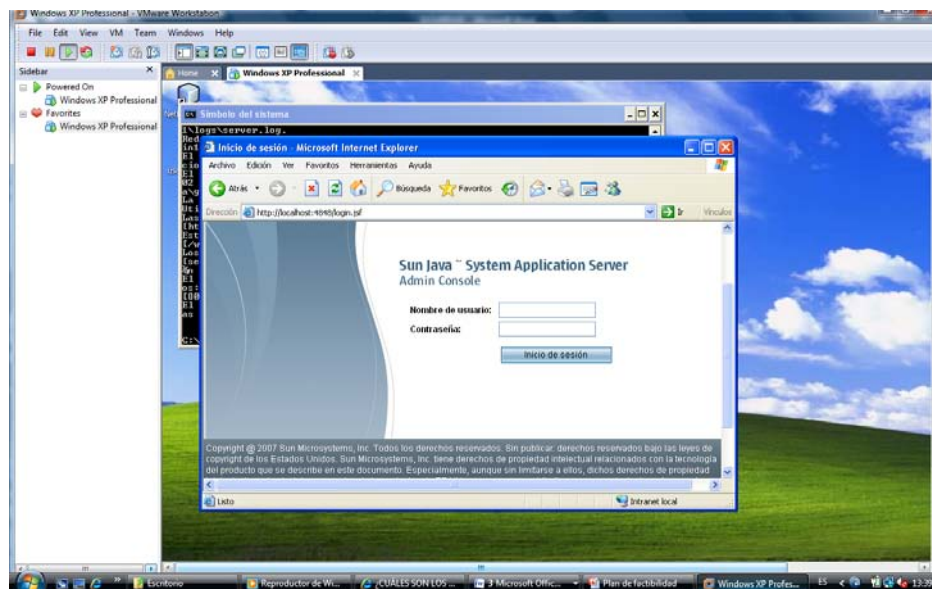 Windows XP Professional - VMware Workstation
File Edit View VM Team Windows Help
Sidebar ×
Powered On
Windows XP Professional
Favorites
Windows XP Professional
Home × Windows XP Professional ×
Símbolo del sistema
1\logs\server.log.
Inicio de sesión - Microsoft Internet Explorer
Archivo Edición Ver Favoritos Herramientas Ayuda
Atrás Búsqueda Favoritos
Dirección http://localhost:4848/login.jsf Ir Vínculos
Sun Java™ System Application Server
Admin Console
Nombre de usuario:
Contraseña:
Inicio de sesión
Copyright @ 2007 Sun Microsystems, Inc. Todos los derechos reservados. Sin publicar: derechos reservados bajo las leyes de
copyright de los Estados Unidos. Sun Microsystems, Inc. tiene derechos de propiedad intelectual relacionados con la tecnología
del producto que se describe en este documento. Especialmente, aunque sin limitarse a ellos, dichos derechos de propiedad
Listo Intranet local
Escritorio Reproductor de Wi... ¿CUÁLES SON LOS ... 3 Microsoft Offic... Plan de factibilidad Windows XP Profes... ES 13:39